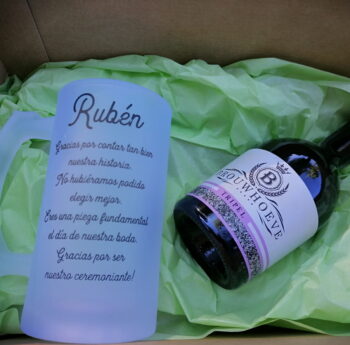 Rubén
Gracias por contar tan bien
nuestra historia.
No hubiéramos podido
elegir mejor.
Eres una pieza fundamental
el día de nuestra boda.
Gracias por ser
nuestro ceremoniante!
B
BROUWHOEVE
TRIPEL